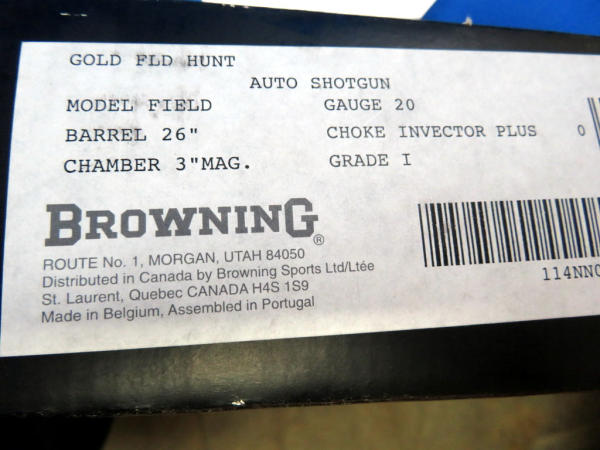 GOLD FLD HUNT
AUTO SHOTGUN
MODEL FIELD GAUGE 20
BARREL 26" CHOKE INVECTOR PLUS 0
CHAMBER 3"MAG. GRADE I
BROWNING®
ROUTE No. 1, MORGAN, UTAH 84050
Distributed in Canada by Browning Sports Ltd/Ltée
St. Laurent, Quebec CANADA H4S 1S9
Made in Belgium, Assembled in Portugal
114NN